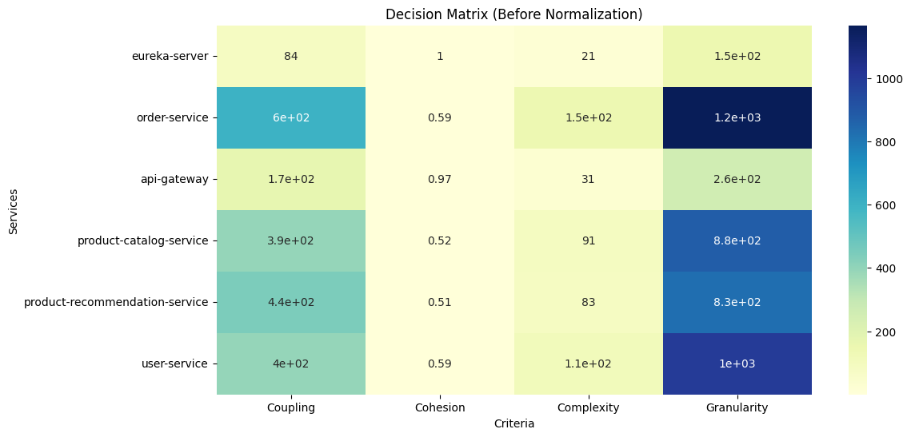 Decision Matrix (Before Normalization)
eureka-server 84 1 21 1.5e+02
1000
order-service 6e+02 0.59 1.5e+02 1.2e+03
800
api-gateway 1.7e+02 0.97 31 2.6e+02
600
Services
product-catalog-service 3.9e+02 0.52 91 8.8e+02
400
product-recommendation-service 4.4e+02 0.51 83 8.3e+02
200
user-service 4e+02 0.59 1.1e+02 1e+03
Coupling Cohesion Complexity Granularity
Criteria